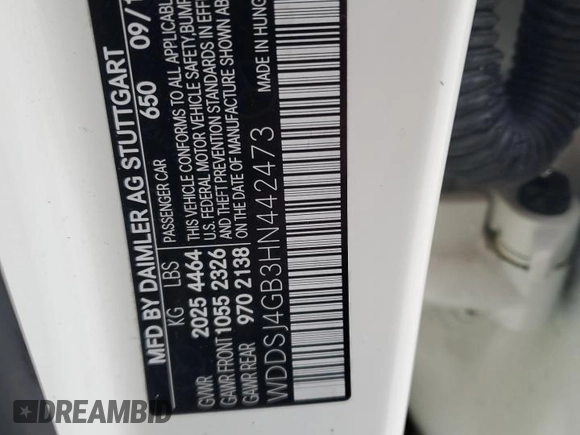 MFD BY DAIMLER AG STUTTGART
650 09/1
KG LBS PASSENGER CAR
GVWR 2025 4464 THIS VEHICLE CONFORMS TO ALL APPLICABLE
GAWR FRONT 1055 2326 U.S. FEDERAL MOTOR VEHICLE SAFETY, BUMP
GAWR REAR 970 2138 AND THEFT PREVENTION STANDARDS IN EFFE
ON THE DATE OF MANUFACTURE SHOWN AB
WDDSJ4GB3HN442473 MADE IN HUNG
DREAMBID